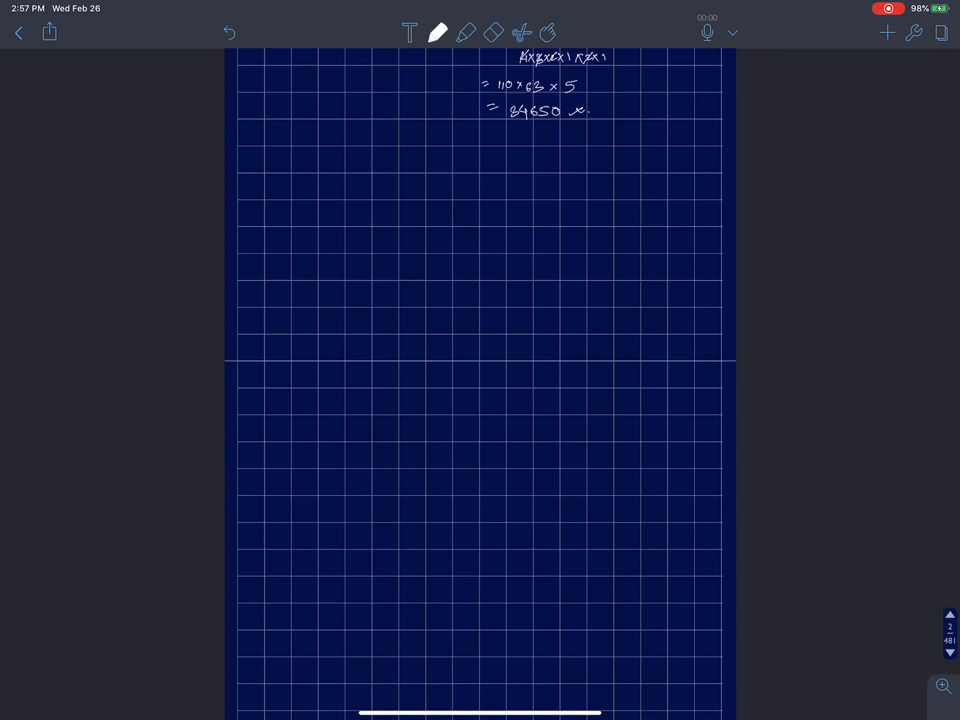 2:57 PM Wed Feb 26
98%
00:00
T
= 110 × 63 × 5
= 34650
2
481